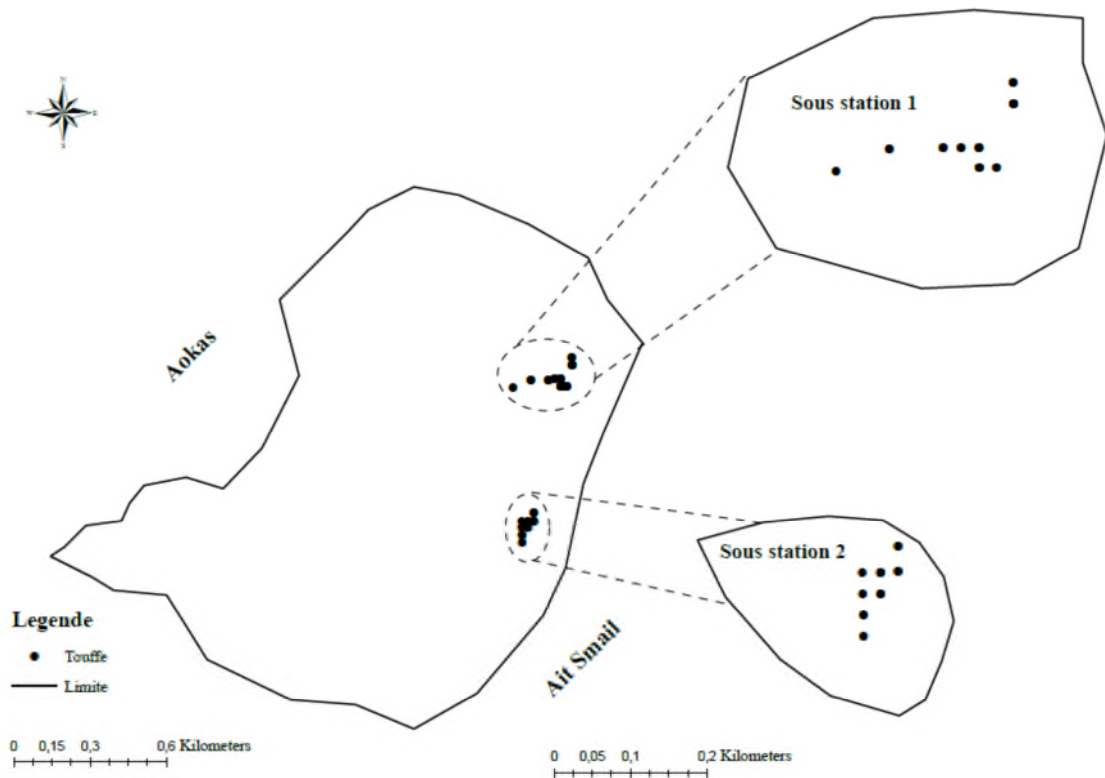 N
W E
S
Sous station 1
Aokas
Sous station 2
Ait Smail
Legende
Touffe
Limite
0 0,15 0,3 0,6 Kilometers
0 0,05 0,1 0,2 Kilometers